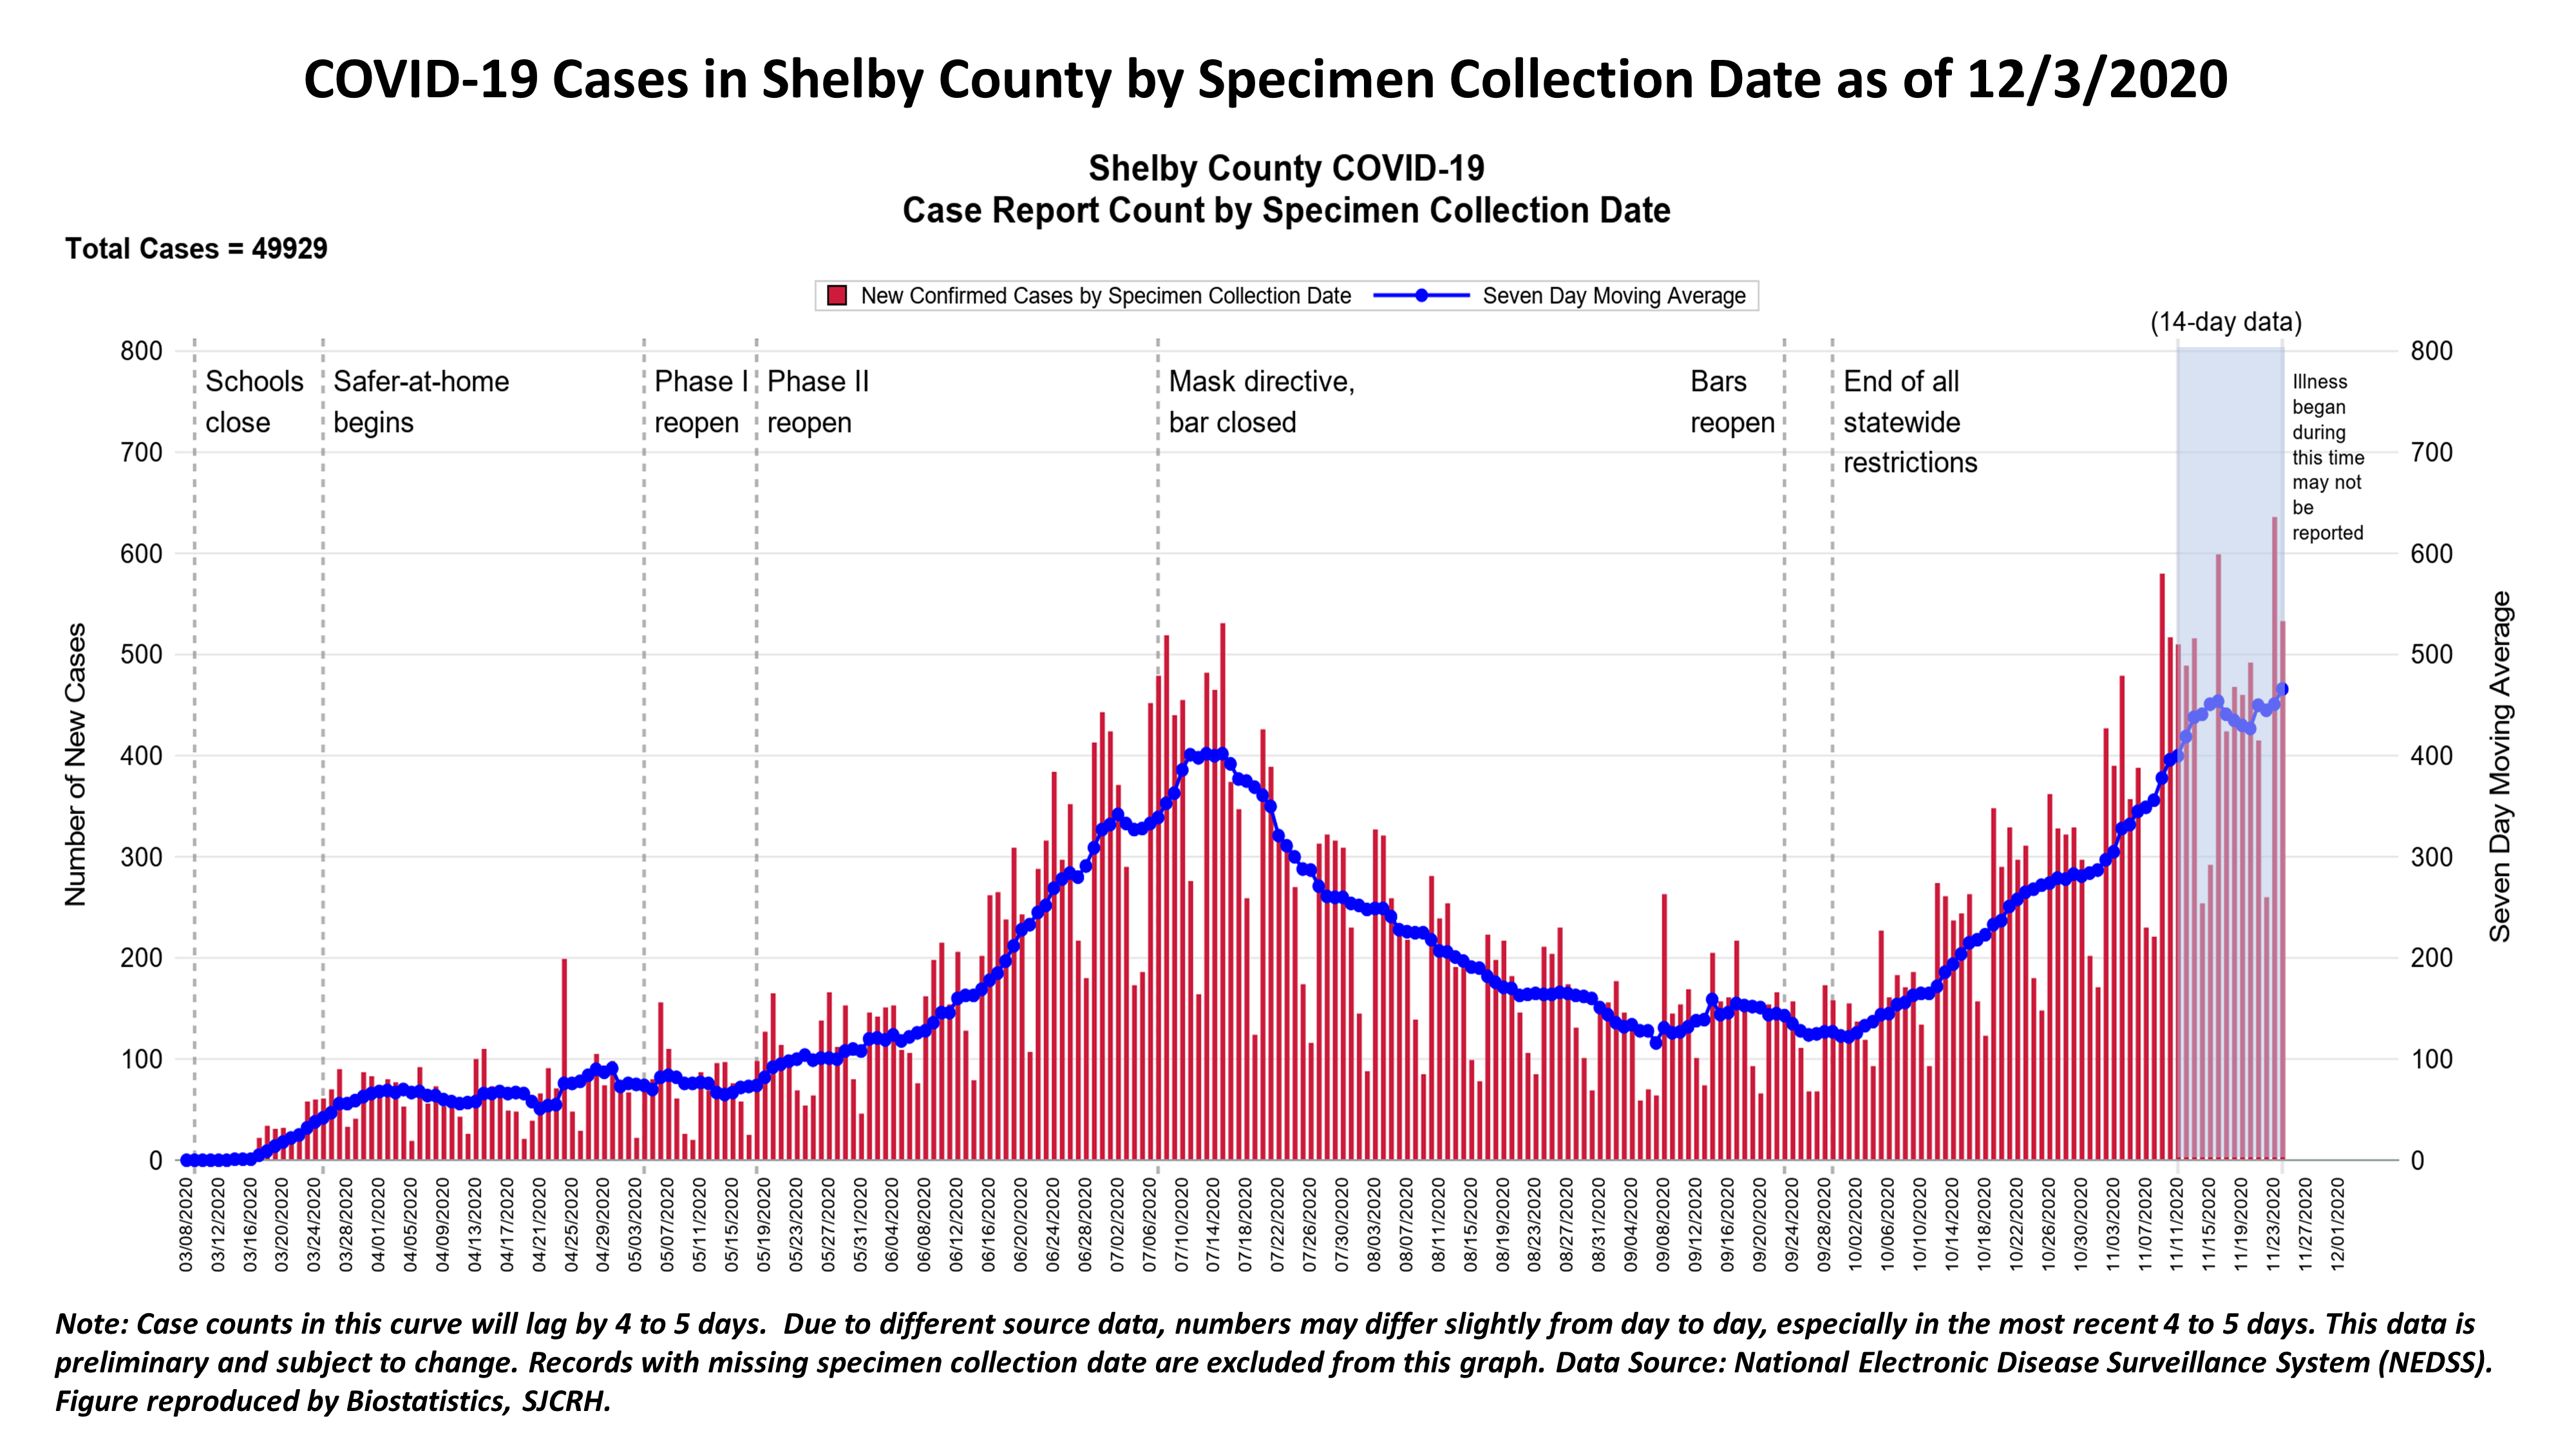 COVID-19 Cases in Shelby County by Specimen Collection Date as of 12/3/2020
Shelby County COVID-19
Case Report Count by Specimen Collection Date
Total Cases = 49929
New Confirmed Cases by Specimen Collection Date
Seven Day Moving Average
(14-day data)
Schools
close
Safer-at-home
begins
Phase I
reopen
Phase II
reopen
Mask directive,
bar closed
Bars
reopen
End of all
statewide
restrictions
Illness
began
during
this time
may not
be
reported
Number of New Cases
800
700
600
500
400
300
200
100
0
800
700
600
500
400
300
200
100
0
Seven Day Moving Average
03/08/2020
03/12/2020
03/16/2020
03/20/2020
03/24/2020
03/28/2020
04/01/2020
04/05/2020
04/09/2020
04/13/2020
04/17/2020
04/21/2020
04/25/2020
04/29/2020
05/03/2020
05/07/2020
05/11/2020
05/15/2020
05/19/2020
05/23/2020
05/27/2020
05/31/2020
06/04/2020
06/08/2020
06/12/2020
06/16/2020
06/20/2020
06/24/2020
06/28/2020
07/02/2020
07/06/2020
07/10/2020
07/14/2020
07/18/2020
07/22/2020
07/26/2020
07/30/2020
08/03/2020
08/07/2020
08/11/2020
08/15/2020
08/19/2020
08/23/2020
08/27/2020
08/31/2020
09/04/2020
09/08/2020
09/12/2020
09/16/2020
09/20/2020
09/24/2020
09/28/2020
10/02/2020
10/06/2020
10/10/2020
10/14/2020
10/18/2020
10/22/2020
10/26/2020
10/30/2020
11/03/2020
11/07/2020
11/11/2020
11/15/2020
11/19/2020
11/23/2020
11/27/2020
12/01/2020
Note: Case counts in this curve will lag by 4 to 5 days.  Due to different source data, numbers may differ slightly from day to day, especially in the most recent 4 to 5 days. This data is
preliminary and subject to change. Records with missing specimen collection date are excluded from this graph. Data Source: National Electronic Disease Surveillance System (NEDSS).
Figure reproduced by Biostatistics, SJCRH.